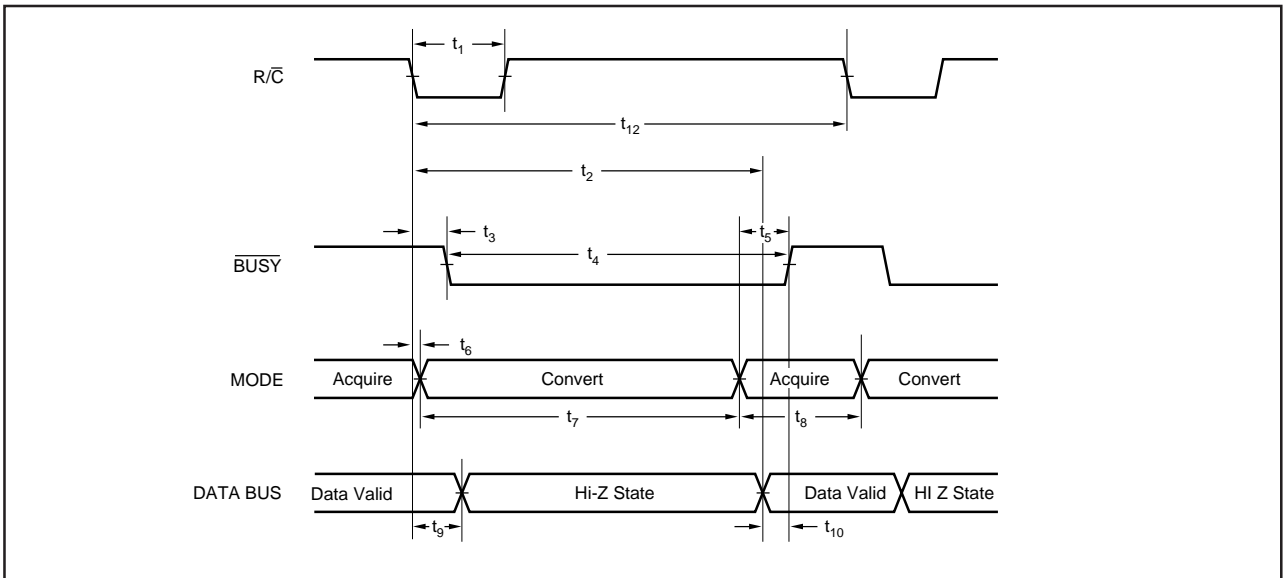 t1
R/C̅
t12
t2
t3
t5
B̅U̅S̅Y̅
t4
t6
MODE
Acquire
Convert
Acquire
Convert
t7
t8
DATA BUS
Data Valid
Hi-Z State
Data Valid
HI Z State
t9
t10